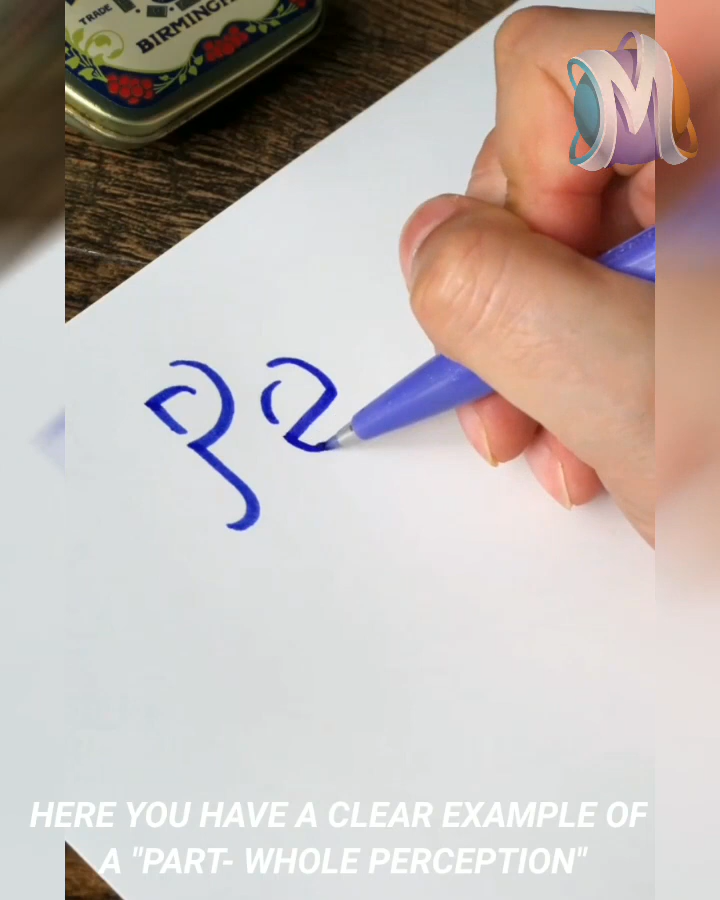 TRADE
BIRMINGH
M
HERE YOU HAVE A CLEAR EXAMPLE OF
A "PART- WHOLE PERCEPTION"